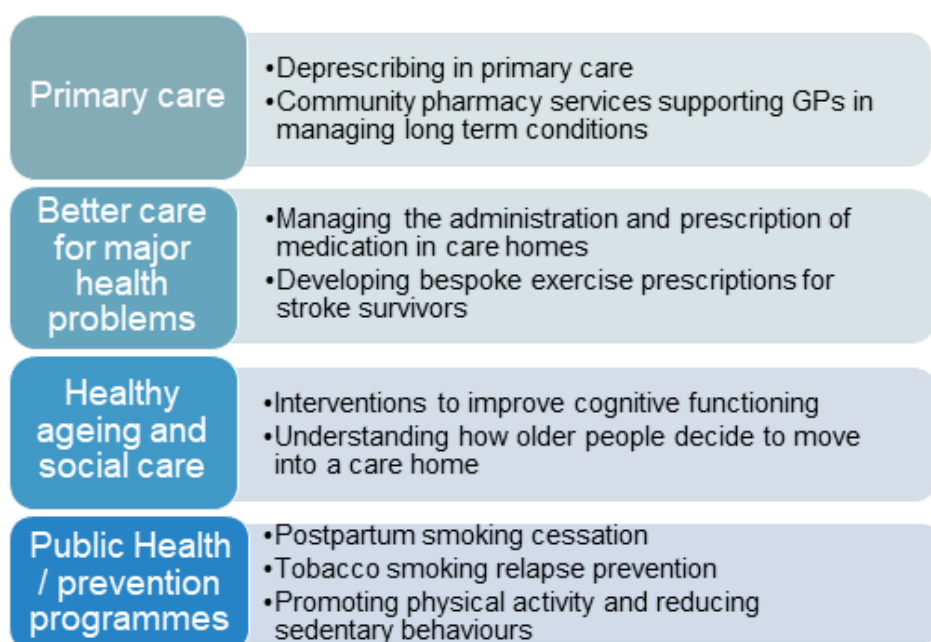 Primary care
•Deprescribing in primary care
•Community pharmacy services supporting GPs in
managing long term conditions
Better care
for major
health
problems
•Managing the administration and prescription of
medication in care homes
•Developing bespoke exercise prescriptions for
stroke survivors
Healthy
ageing and
social care
•Interventions to improve cognitive functioning
•Understanding how older people decide to move
into a care home
Public Health
/ prevention
programmes
•Postpartum smoking cessation
•Tobacco smoking relapse prevention
•Promoting physical activity and reducing
sedentary behaviours